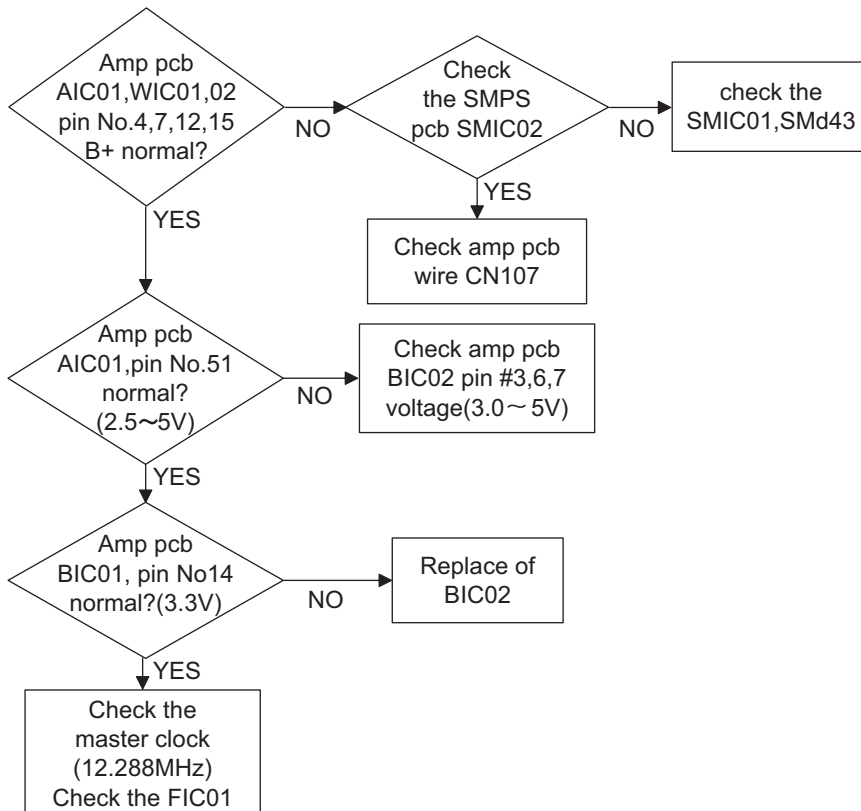 Amp pcb
AIC01,WIC01,02
pin No.4,7,12,15
B+ normal?
NO
Check
the SMPS
pcb SMIC02
NO
check the
SMIC01,SMd43
YES
YES
Check amp pcb
wire CN107
Amp pcb
AIC01,pin No.51
normal?
(2.5～5V)
NO
Check amp pcb
BIC02 pin #3,6,7
voltage(3.0～5V)
YES
Amp pcb
BIC01, pin No14
normal?(3.3V)
NO
Replace of
BIC02
YES
Check the
master clock
(12.288MHz)
Check the FIC01